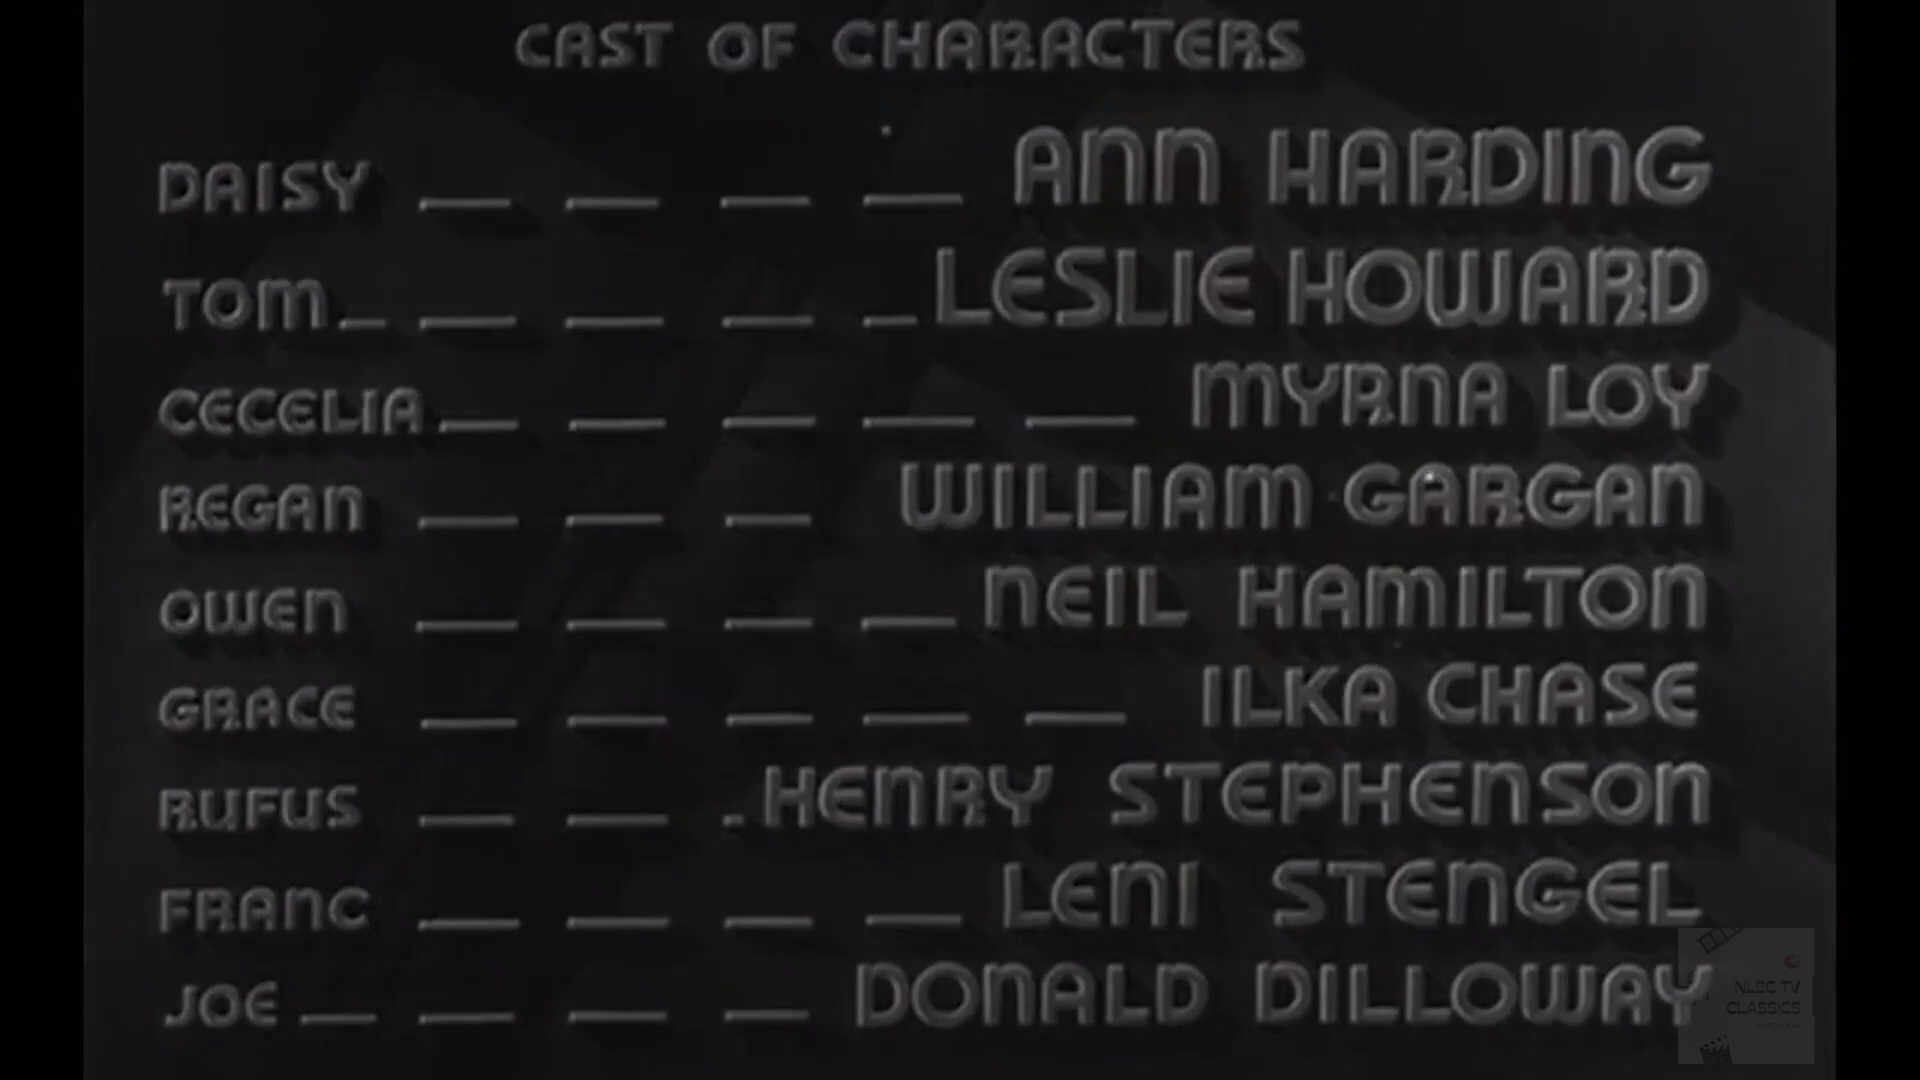 CAST OF CHARACTERS
DAISY _ _ _ _ ANN HARDING
TOM _ _ _ _ _ LESLIE HOWARD
CECELIA _ _ _ _ _ MYRNA LOY
REGAN _ _ _ WILLIAM GARGAN
OWEN _ _ _ _ NEIL HAMILTON
GRACE _ _ _ _ _ ILKA CHASE
RUFUS _ _ _ HENRY STEPHENSON
FRANC _ _ _ _ LENI STENGEL
JOE _ _ _ _ DONALD DILLOWAY
NLEC TV
CLASSICS